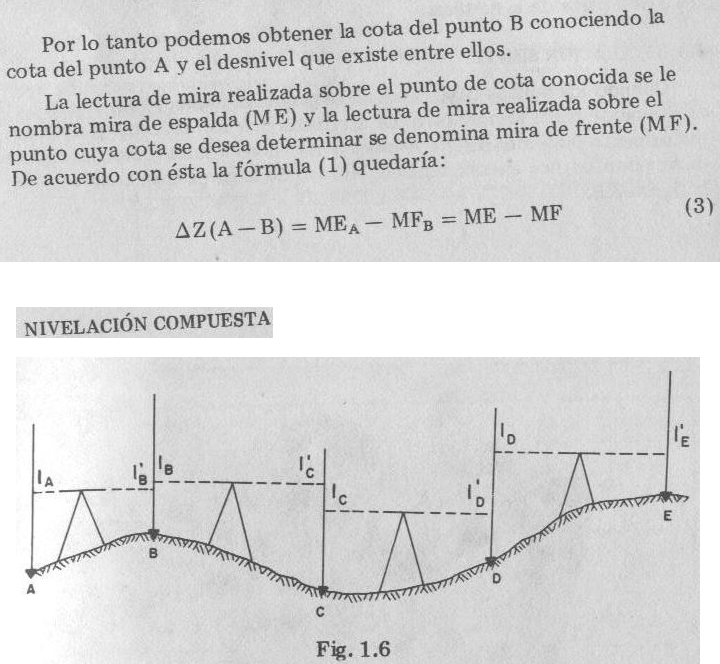 Por lo tanto podemos obtener la cota del punto B conociendo la
cota del punto A y el desnivel que existe entre ellos.
La lectura de mira realizada sobre el punto de cota conocida se le
nombra mira de espalda (ME) y la lectura de mira realizada sobre el
punto cuya cota se desea determinar se denomina mira de frente (MF).
De acuerdo con ésta la fórmula (1) quedaría:
ΔZ(A — B) = ME_A — MF_B = ME — MF (3)
NIVELACIÓN COMPUESTA
l_A l'_B l_B l'_C l_C l'_D l_D l'_E
A B C D E
Fig. 1.6